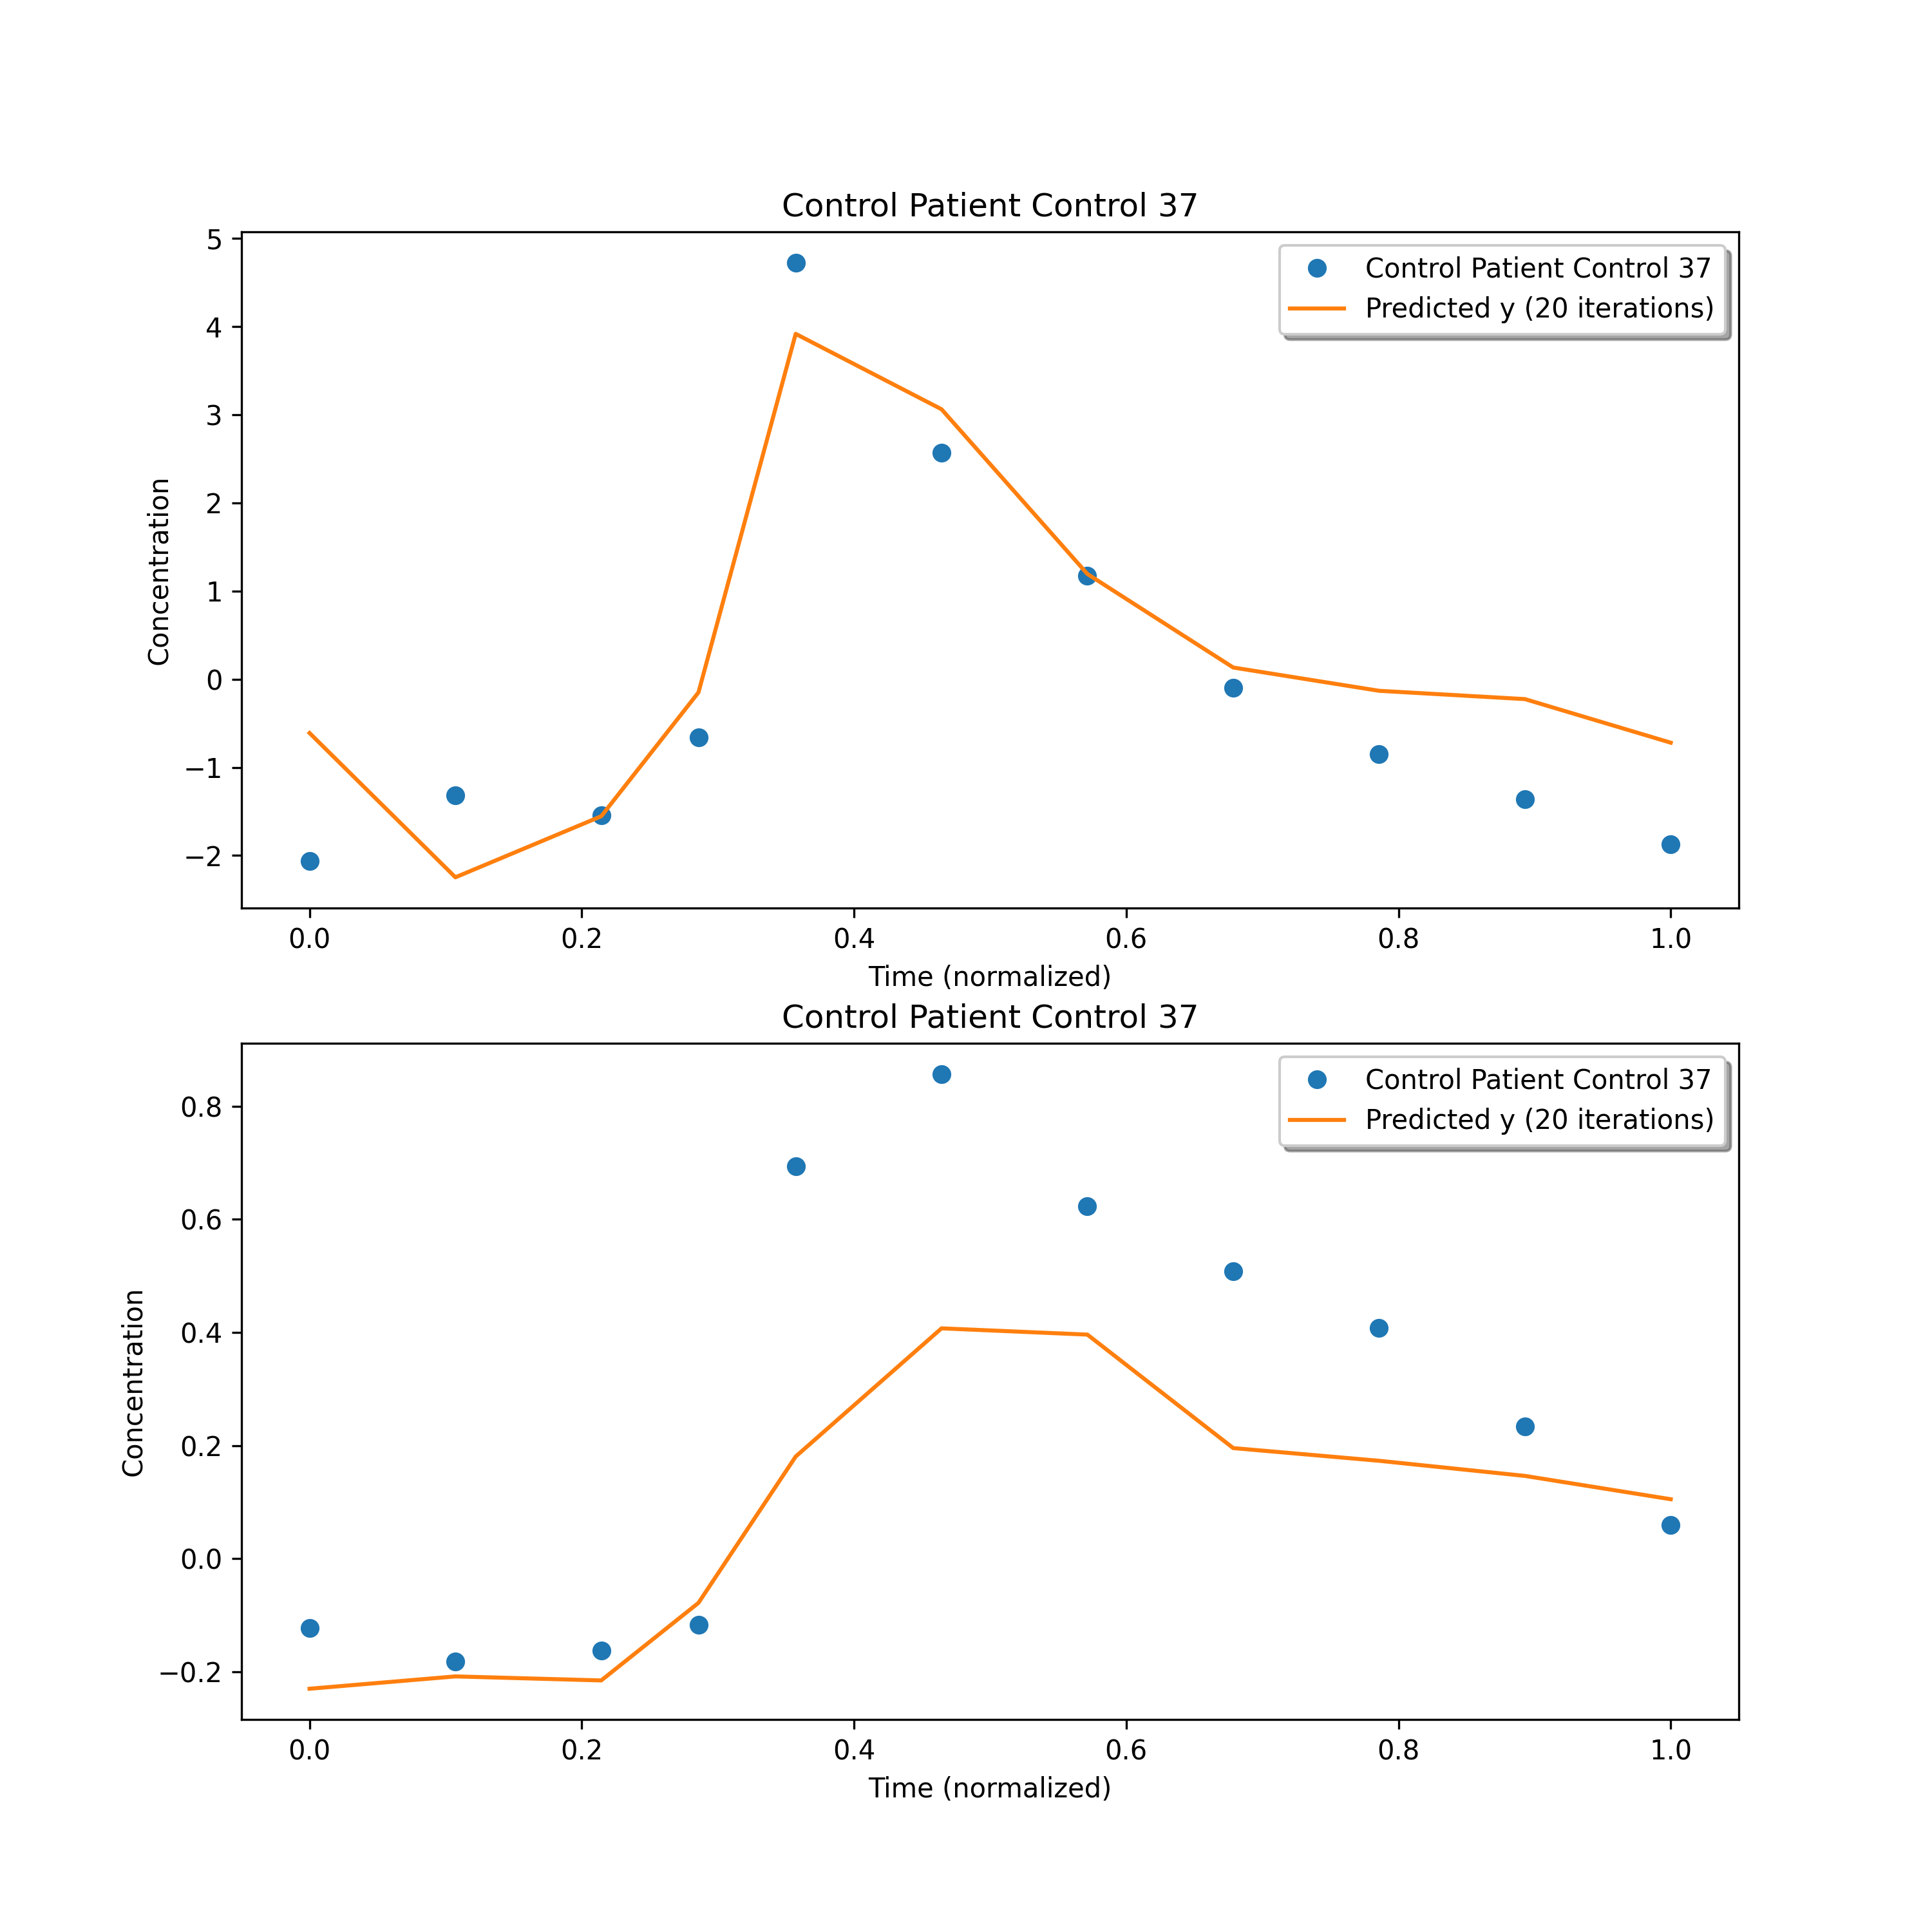 Control Patient Control 37
5
4
3
2
1
0
−1
−2
Concentration
Control Patient Control 37
Predicted y (20 iterations)
0.0 0.2 0.4 0.6 0.8 1.0
Time (normalized)
Control Patient Control 37
0.8
0.6
0.4
0.2
0.0
−0.2
Concentration
Control Patient Control 37
Predicted y (20 iterations)
0.0 0.2 0.4 0.6 0.8 1.0
Time (normalized)